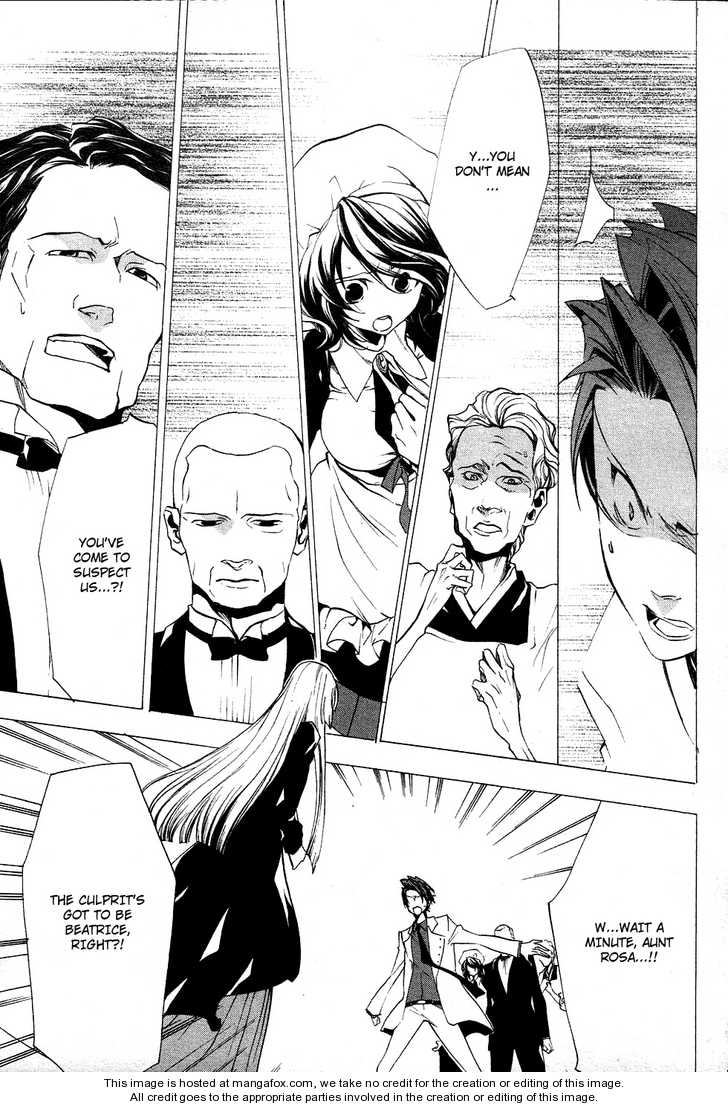 Y...YOU
DON'T MEAN
...
YOU'VE
COME TO
SUSPECT
US...?!
W...WAIT A
MINUTE, AUNT
ROSA...!!
THE CULPRIT'S
GOT TO BE
BEATRICE,
RIGHT?!
This image is hosted at mangafox.com, we take no credit for the creation or editing of this image.
All credit goes to the appropriate parties involved in the creation or editing of this image.